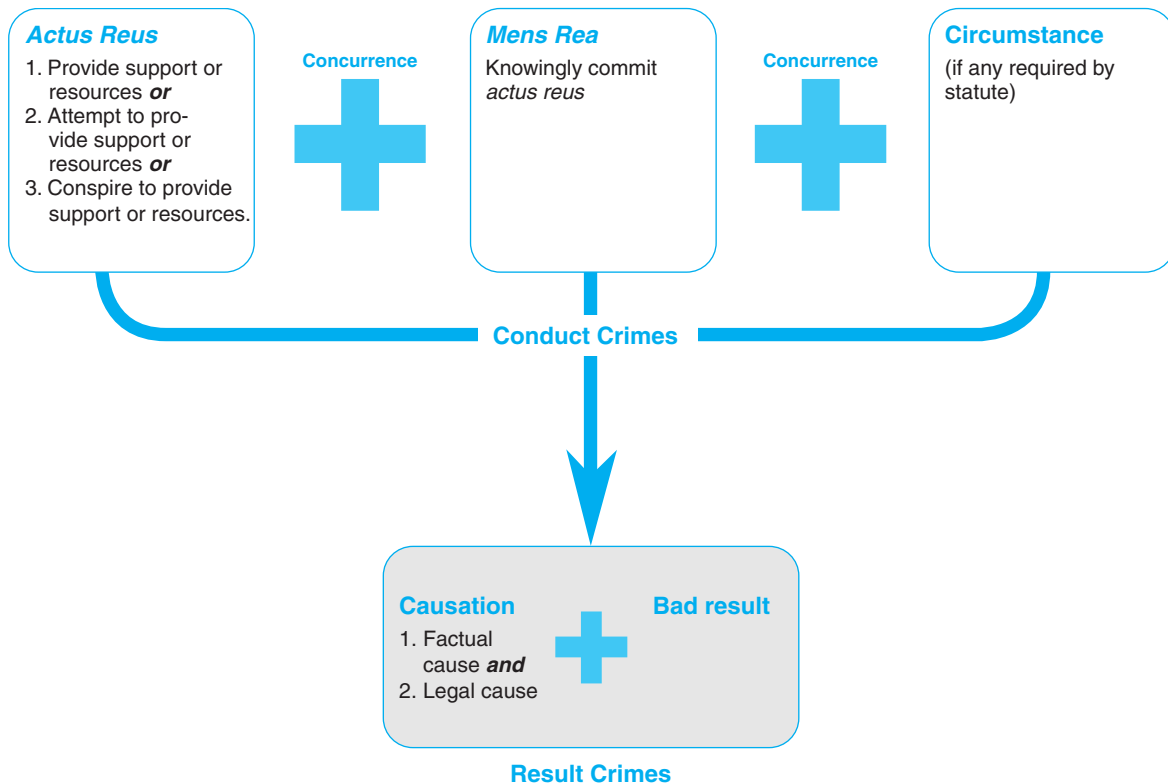 Actus Reus
1. Provide support or
resources or
2. Attempt to pro-
vide support or
resources or
3. Conspire to provide
support or resources.
Concurrence
Mens Rea
Knowingly commit
actus reus
Concurrence
Circumstance
(if any required by
statute)
Conduct Crimes
Causation
1. Factual
cause and
2. Legal cause
Bad result
Result Crimes